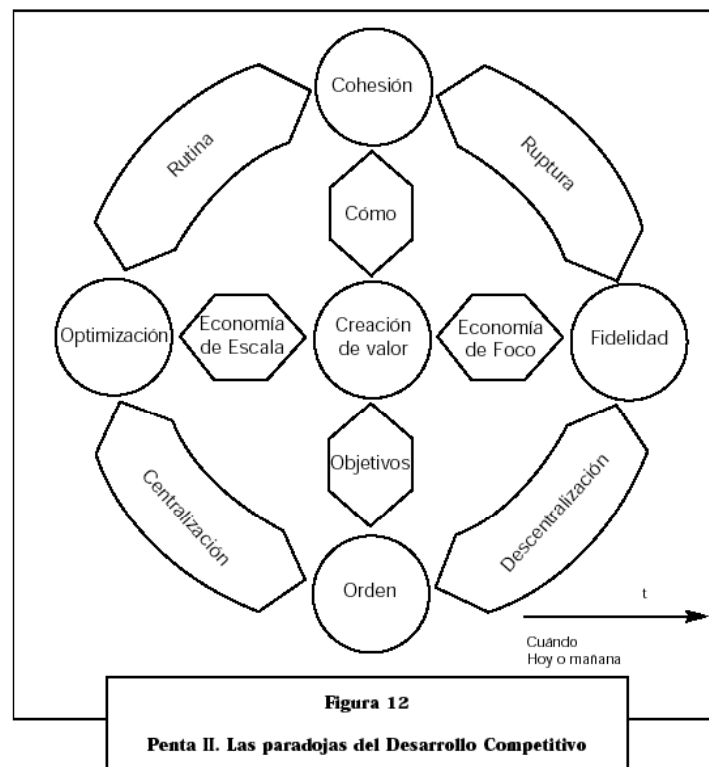 Cohesión
Rutina
Ruptura
Cómo
Optimización
Economía
de Escala
Creación
de valor
Economía
de Foco
Fidelidad
Objetivos
Centralización
Descentralización
Orden
t
Cuándo
Hoy o mañana
Figura 12
Penta II. Las paradojas del Desarrollo Competitivo